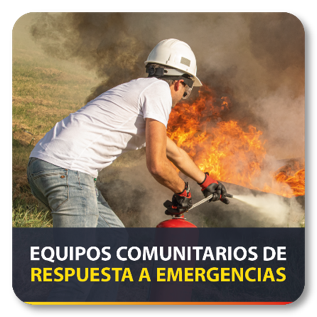 EQUIPOS COMUNITARIOS DE
RESPUESTA A EMERGENCIAS